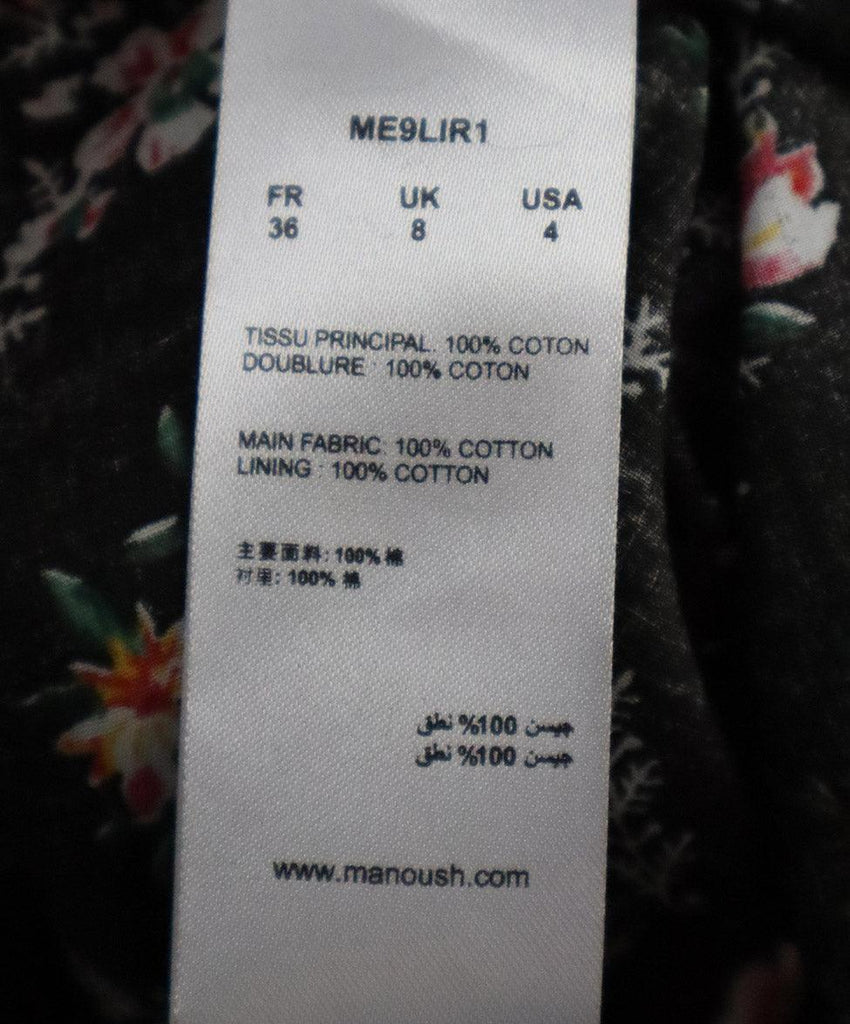 ME9LIR1
FR UK USA
36 8 4
TISSU PRINCIPAL: 100% COTON
DOUBLURE : 100% COTON
MAIN FABRIC: 100% COTTON
LINING : 100% COTTON
主要面料: 100% 棉
衬里: 100% 棉
جيسن 100% نطق
جيسن 100% نطق
www.manoush.com